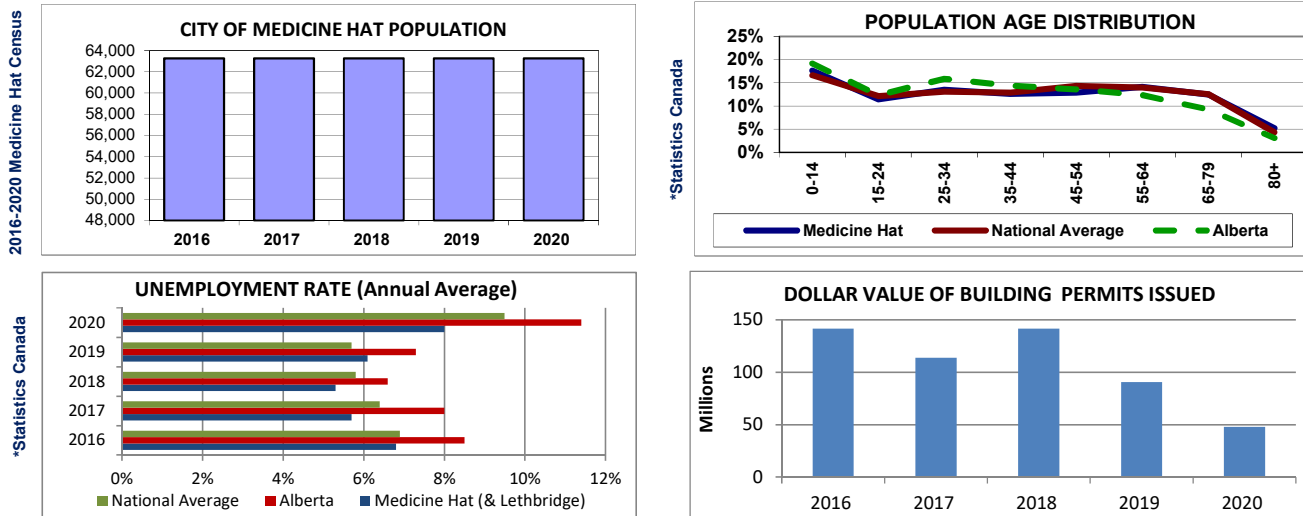 2016-2020 Medicine Hat Census
CITY OF MEDICINE HAT POPULATION
64,000
62,000
60,000
58,000
56,000
54,000
52,000
50,000
48,000
2016 2017 2018 2019 2020
*Statistics Canada
POPULATION AGE DISTRIBUTION
25%
20%
15%
10%
5%
0%
0-14 15-24 25-34 35-44 45-54 55-64 65-79 80+
Medicine Hat National Average Alberta
*Statistics Canada
UNEMPLOYMENT RATE (Annual Average)
2020
2019
2018
2017
2016
0% 2% 4% 6% 8% 10% 12%
National Average Alberta Medicine Hat (& Lethbridge)
DOLLAR VALUE OF BUILDING PERMITS ISSUED
Millions
150
100
50
0
2016 2017 2018 2019 2020